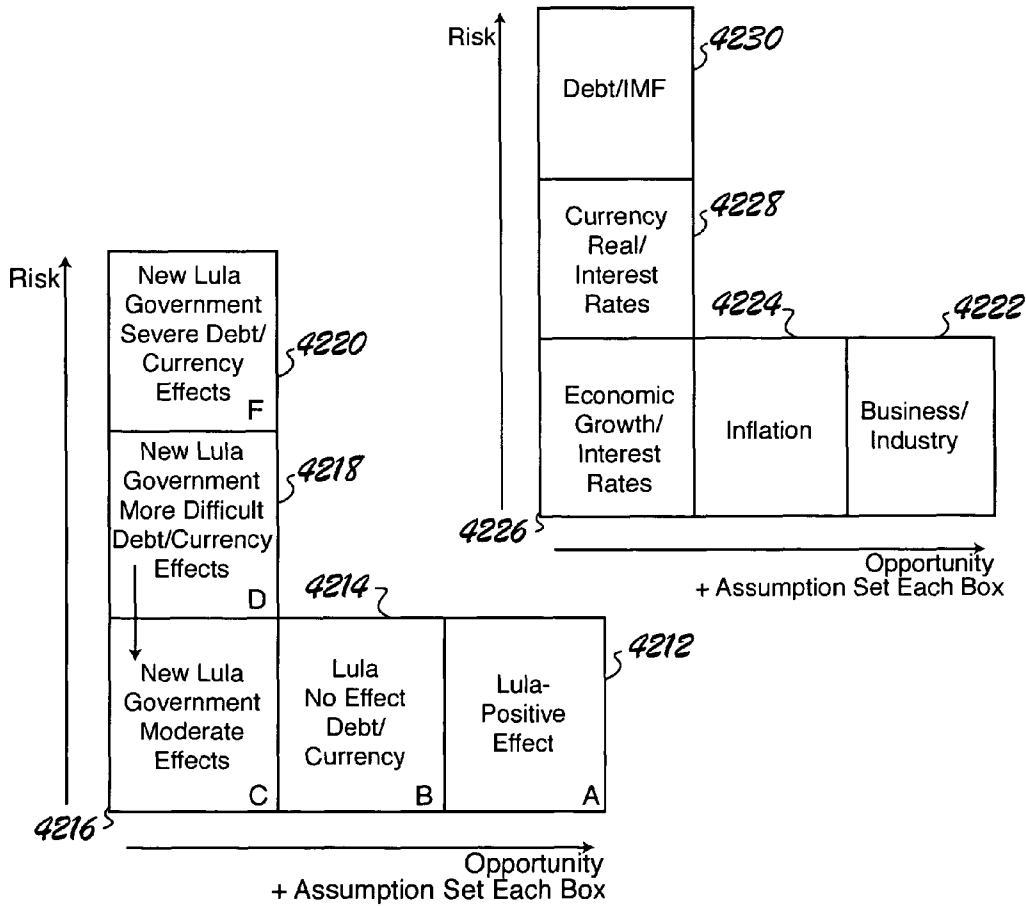 Risk
4230
Debt/IMF
Currency
Real/
Interest
Rates
4228
4224
4222
Economic
Growth/
Interest
Rates
Inflation
Business/
Industry
4226
Opportunity
+ Assumption Set Each Box
Risk
New Lula
Government
Severe Debt/
Currency
Effects
F
4220
New Lula
Government
More Difficult
Debt/Currency
Effects
D
4218
4214
4212
New Lula
Government
Moderate
Effects
C
Lula
No Effect
Debt/
Currency
B
Lula-
Positive
Effect
A
4216
Opportunity
+ Assumption Set Each Box